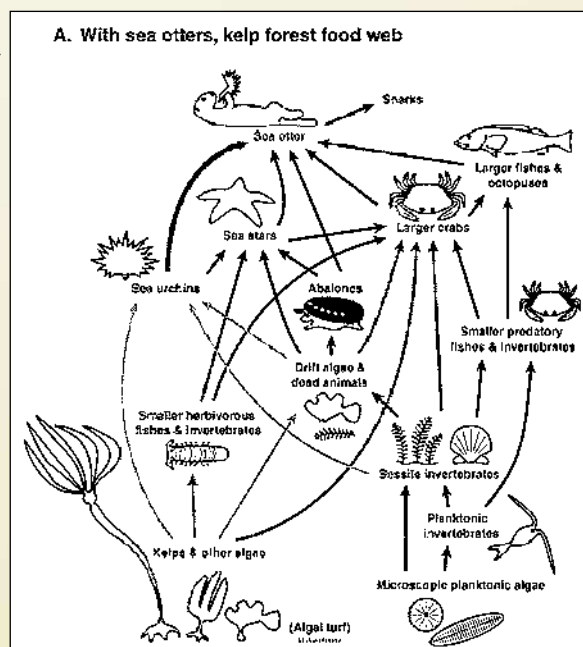 A. With sea otters, kelp forest food web
Sharks
Sea otter
Larger fishes &
octopuses
Sea stars
Larger crabs
Sea urchins
Abalones
Smaller predatory
fishes & invertebrates
Drift algae &
dead animals
Smaller herbivorous
fishes & invertebrates
Sessile invertebrates
Planktonic
invertebrates
Kelps & other algae
Microscopic planktonic algae
(Algal turf)